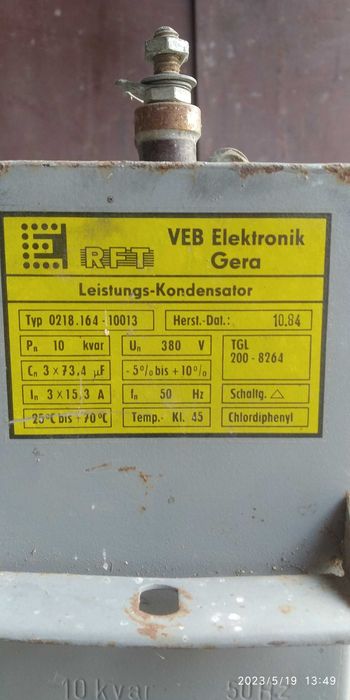 E RFT VEB Elektronik
Gera
Leistungs-Kondensator
Typ 0218.164-10013 Herst.-Dat.: 10.84
Pn 10 kvar Un 380 V TGL
200-8264
Cn 3×73,4 µF -5% bis +10%
In 3×15,3 A fn 50 Hz Schaltg. △
-25°C bis +70°C Temp.-Kl. 45 Chlordiphenyl
10 kvar 50 Hz
2023/5/19 13:49